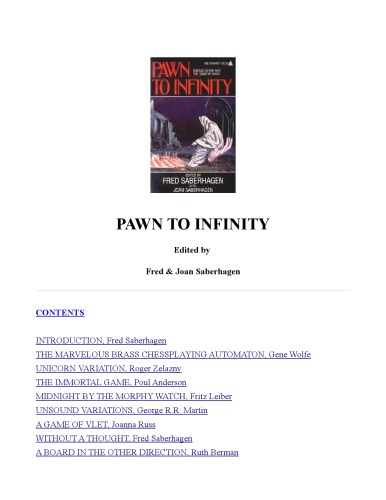 PAWN
TO INFINITY
EDITED BY
FRED SABERHAGEN
WITH
JOAN SABERHAGEN
PAWN TO INFINITY
Edited by
Fred & Joan Saberhagen
CONTENTS
INTRODUCTION, Fred Saberhagen
THE MARVELOUS BRASS CHESSPLAYING AUTOMATON, Gene Wolfe
UNICORN VARIATION, Roger Zelazny
THE IMMORTAL GAME, Poul Anderson
MIDNIGHT BY THE MORPHY WATCH, Fritz Leiber
UNSOUND VARIATIONS, George R.R. Martin
A GAME OF VLET, Joanna Russ
WITHOUT A THOUGHT, Fred Saberhagen
A BOARD IN THE OTHER DIRECTION, Ruth Berman